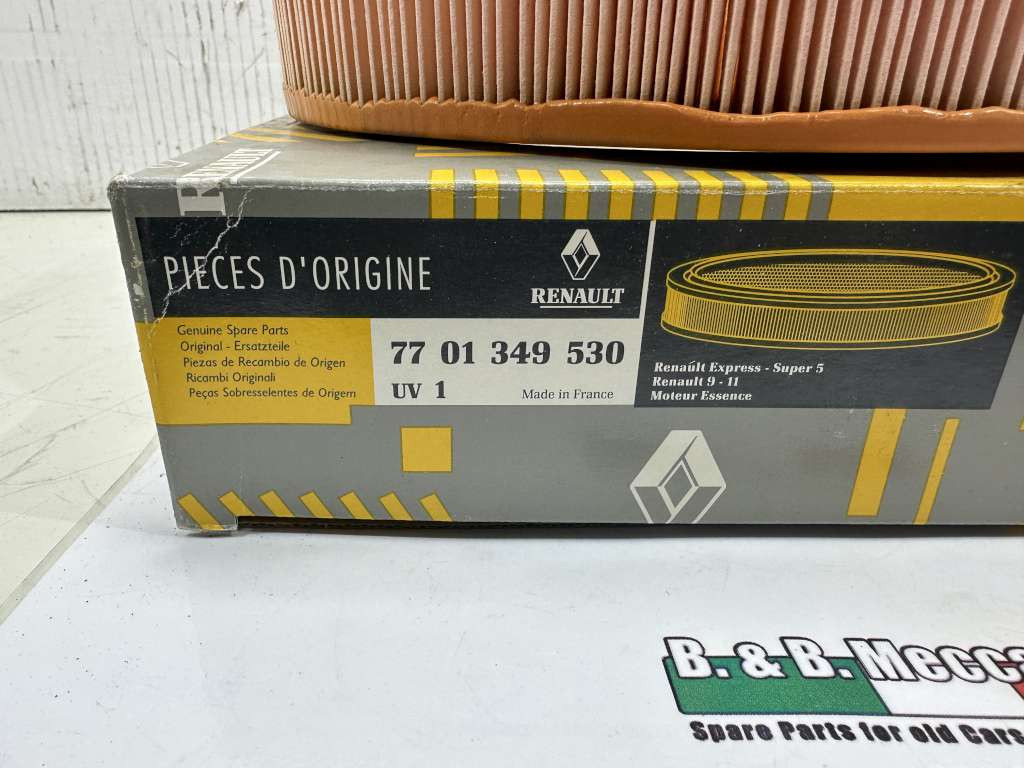 RENAULT
PIECES D'ORIGINE
RENAULT
Genuine Spare Parts
Original - Ersatzteile
Piezas de Recambio de Origen
Ricambi Originali
Peças Sobresselentes de Origem
77 01 349 530
UV 1
Made in France
Renaúlt Express - Super 5
Renault 9 - 11
Moteur Essence
B. & B. Mecca
Spare Parts for old Cars